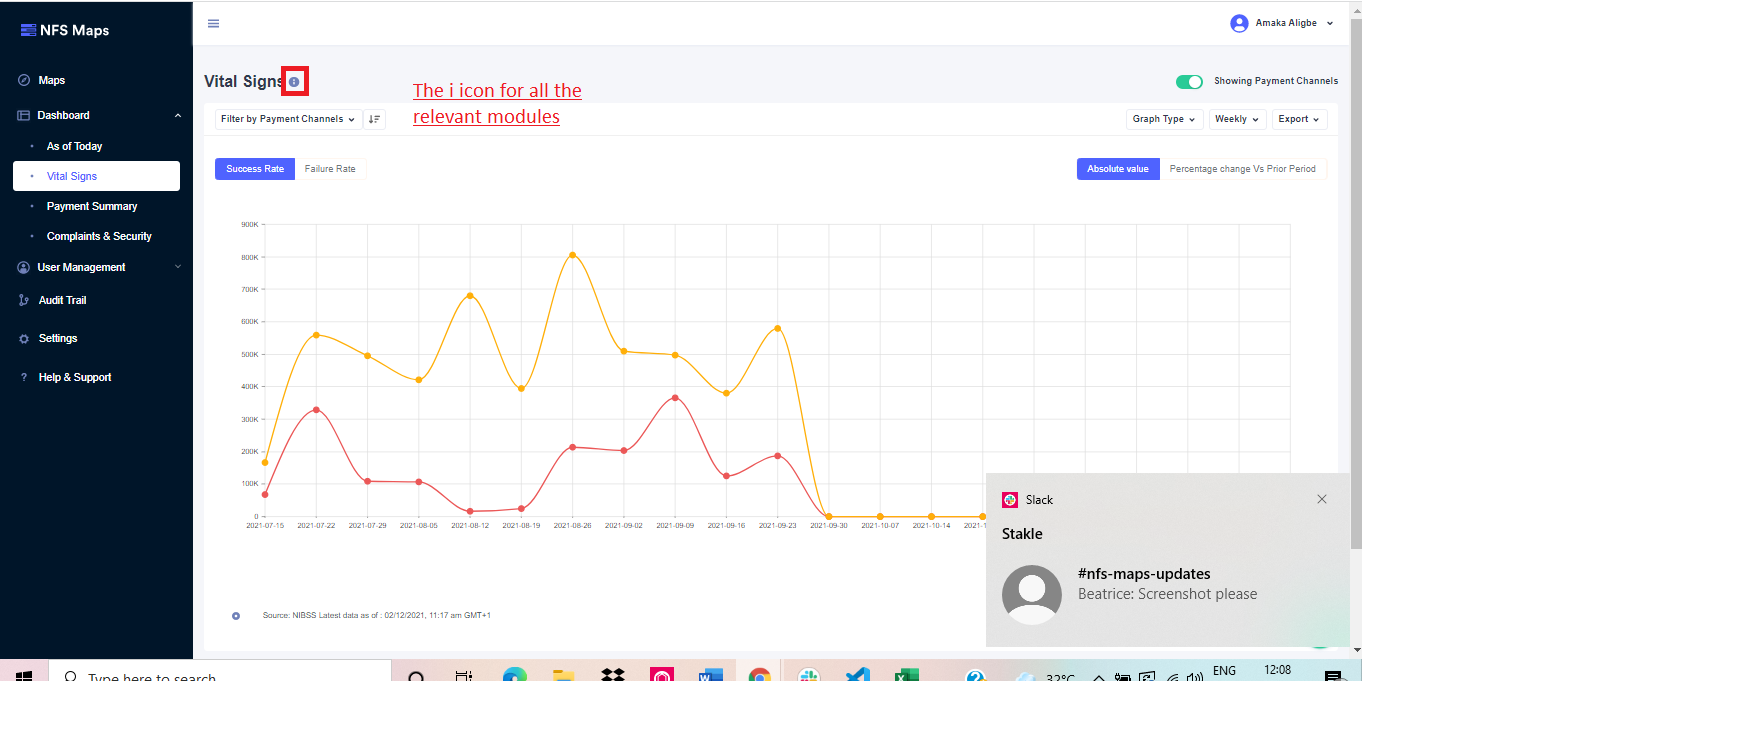 NFS Maps
Amaka Aligbe
Maps
Dashboard
As of Today
Vital Signs
Payment Summary
Complaints & Security
User Management
Audit Trail
Settings
? Help & Support
Vital Signs i
The i icon for all the
relevant modules
Showing Payment Channels
Filter by Payment Channels
Graph Type
Weekly
Export
Success Rate
Failure Rate
Absolute value
Percentage change Vs Prior Period
900K
800K
700K
600K
500K
400K
300K
200K
100K
0
2021-07-15 2021-07-22 2021-07-29 2021-08-05 2021-08-12 2021-08-19 2021-08-26 2021-09-02 2021-09-09 2021-09-16 2021-09-23 2021-09-30 2021-10-07 2021-10-14 2021-1
Slack
Stakle
#nfs-maps-updates
Beatrice: Screenshot please
Source: NIBSS Latest data as of : 02/12/2021, 11:17 am GMT+1
Type here to search
32°C
ENG
12:08